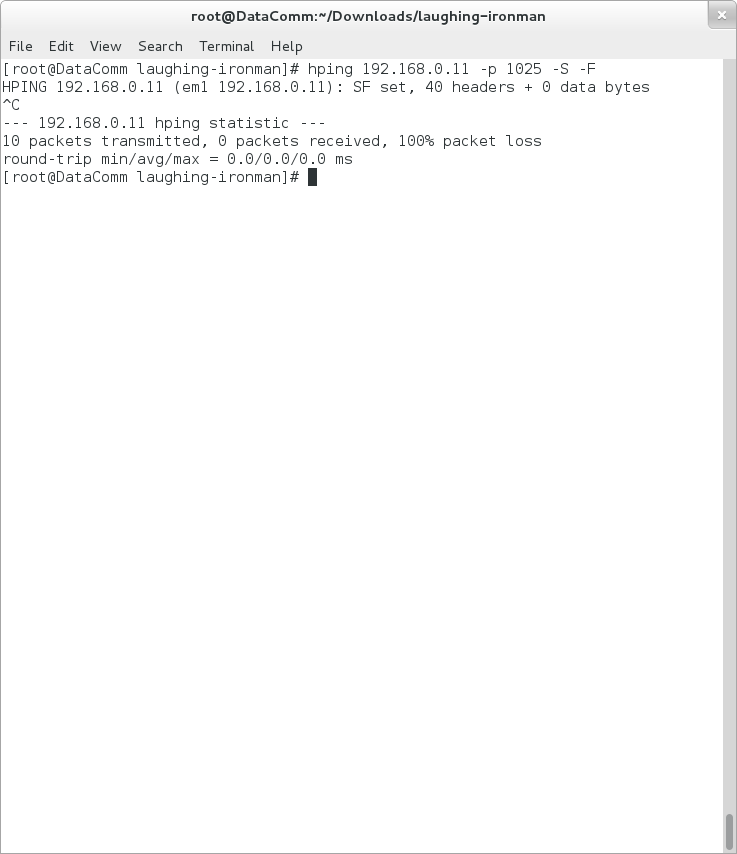 root@DataComm:~/Downloads/laughing-ironman
File Edit View Search Terminal Help
[root@DataComm laughing-ironman]# hping 192.168.0.11 -p 1025 -S -F
HPING 192.168.0.11 (em1 192.168.0.11): SF set, 40 headers + 0 data bytes
^C
--- 192.168.0.11 hping statistic ---
10 packets transmitted, 0 packets received, 100% packet loss
round-trip min/avg/max = 0.0/0.0/0.0 ms
[root@DataComm laughing-ironman]#